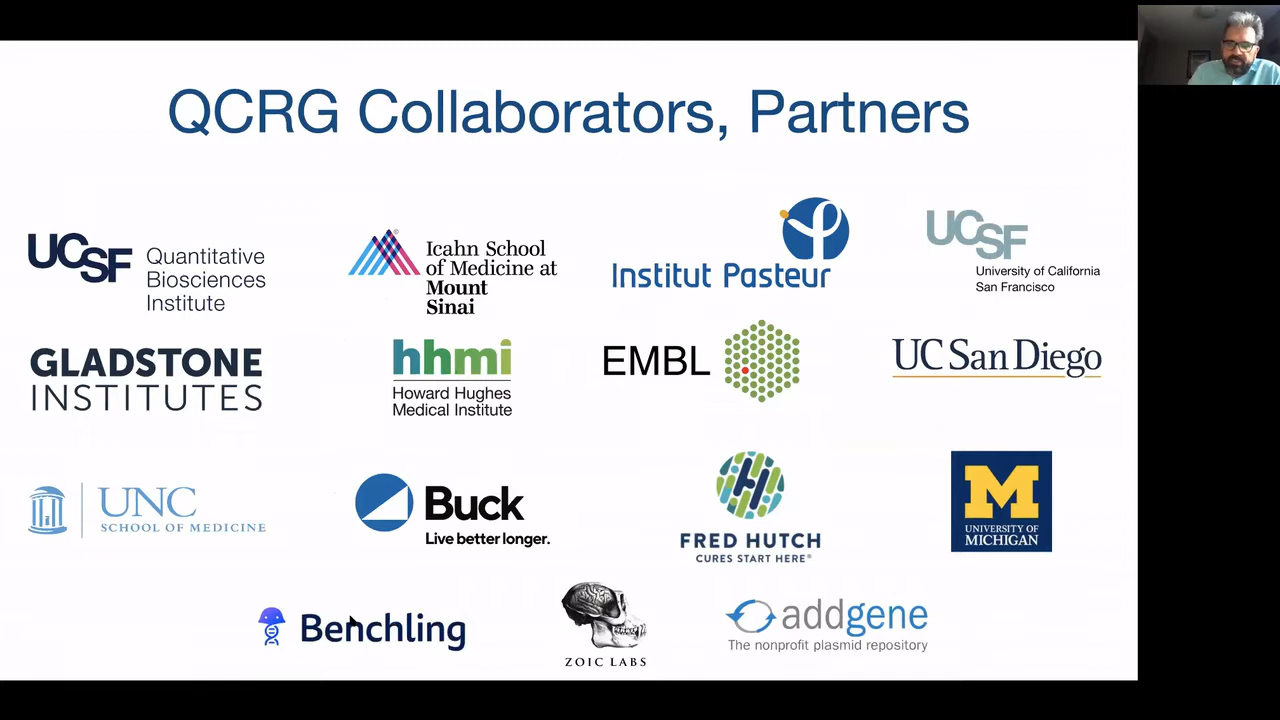 QCRG Collaborators, Partners
UCSF
Quantitative
Biosciences
Institute
Icahn School
of Medicine at
Mount
Sinai
Institut Pasteur
UCSF
University of California
San Francisco
GLADSTONE
INSTITUTES
hhmi
Howard Hughes
Medical Institute
EMBL
UC San Diego
UNC
SCHOOL OF MEDICINE
Buck
Live better longer.
FRED HUTCH
CURES START HERE®
M
UNIVERSITY OF
MICHIGAN
Benchling
ZOIC LABS
addgene
The nonprofit plasmid repository